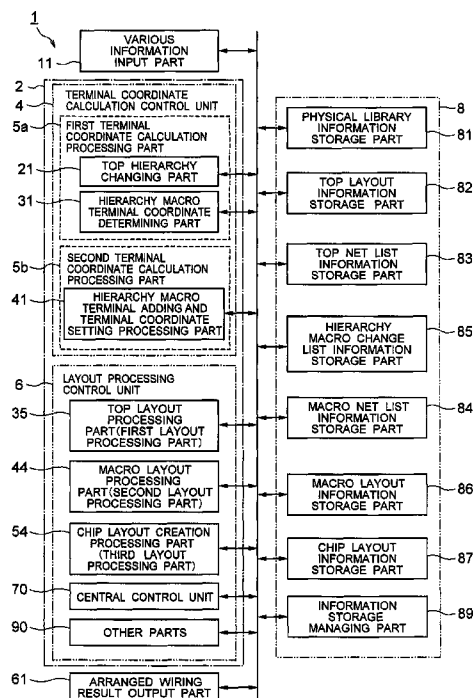 1
VARIOUS
INFORMATION
INPUT PART
11
2
4
TERMINAL COORDINATE
CALCULATION CONTROL UNIT
5a
FIRST TERMINAL
COORDINATE CALCULATION
PROCESSING PART
21
TOP HIERARCHY
CHANGING PART
31
HIERARCHY MACRO
TERMINAL COORDINATE
DETERMINING PART
5b
SECOND TERMINAL
COORDINATE CALCULATION
PROCESSING PART
41
HIERARCHY MACRO
TERMINAL ADDING AND
TERMINAL COORDINATE
SETTING PROCESSING PART
6
LAYOUT PROCESSING
CONTROL UNIT
35
TOP LAYOUT
PROCESSING
PART(FIRST LAYOUT
PROCESSING PART)
44
MACRO LAYOUT
PROCESSING
PART(SECOND LAYOUT
PROCESSING PART)
54
CHIP LAYOUT CREATION
PROCESSING PART
(THIRD LAYOUT
PROCESSING PART)
70
CENTRAL CONTROL UNIT
90
OTHER PARTS
61
ARRANGED WIRING
RESULT OUTPUT PART
8
PHYSICAL LIBRARY
INFORMATION
STORAGE PART
81
TOP LAYOUT
INFORMATION
STORAGE PART
82
TOP NET LIST
INFORMATION
STORAGE PART
83
HIERARCHY
MACRO CHANGE
LIST INFORMATION
STORAGE PART
85
MACRO NET LIST
INFORMATION
STORAGE PART
84
MACRO LAYOUT
INFORMATION
STORAGE PART
86
CHIP LAYOUT
INFORMATION
STORAGE PART
87
INFORMATION
STORAGE
MANAGING PART
89